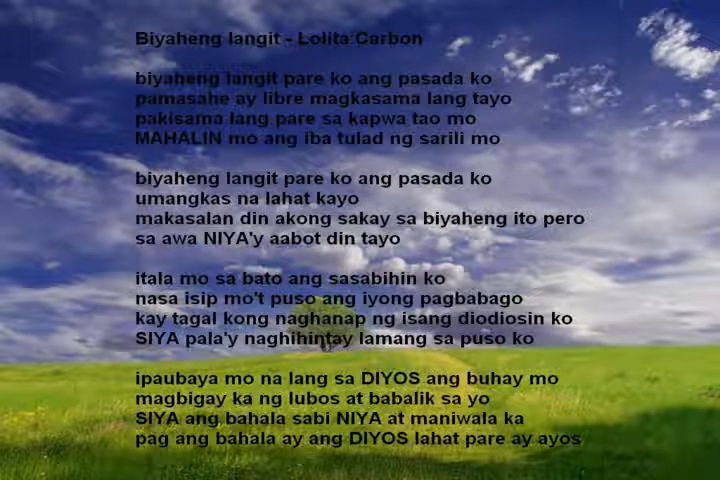 Biyaheng langit - Lolita Carbon
biyaheng langit pare ko ang pasada ko
pamasahe ay libre magkasama lang tayo
pakisama lang pare sa kapwa tao mo
MAHALIN mo ang iba tulad ng sarili mo
biyaheng langit pare ko ang pasada ko
umangkas na lahat kayo
makasalan din akong sakay sa biyaheng ito pero
sa awa NIYA'y aabot din tayo
itala mo sa bato ang sasabihin ko
nasa isip mo't puso ang iyong pagbabago
kay tagal kong naghanap ng isang diodiosin ko
SIYA pala'y naghihintay lamang sa puso ko
ipaubaya mo na lang sa DIYOS ang buhay mo
magbigay ka ng lubos at babalik sa yo
SIYA ang bahala sabi NIYA at maniwala ka
pag ang bahala ay ang DIYOS lahat pare ay ayos